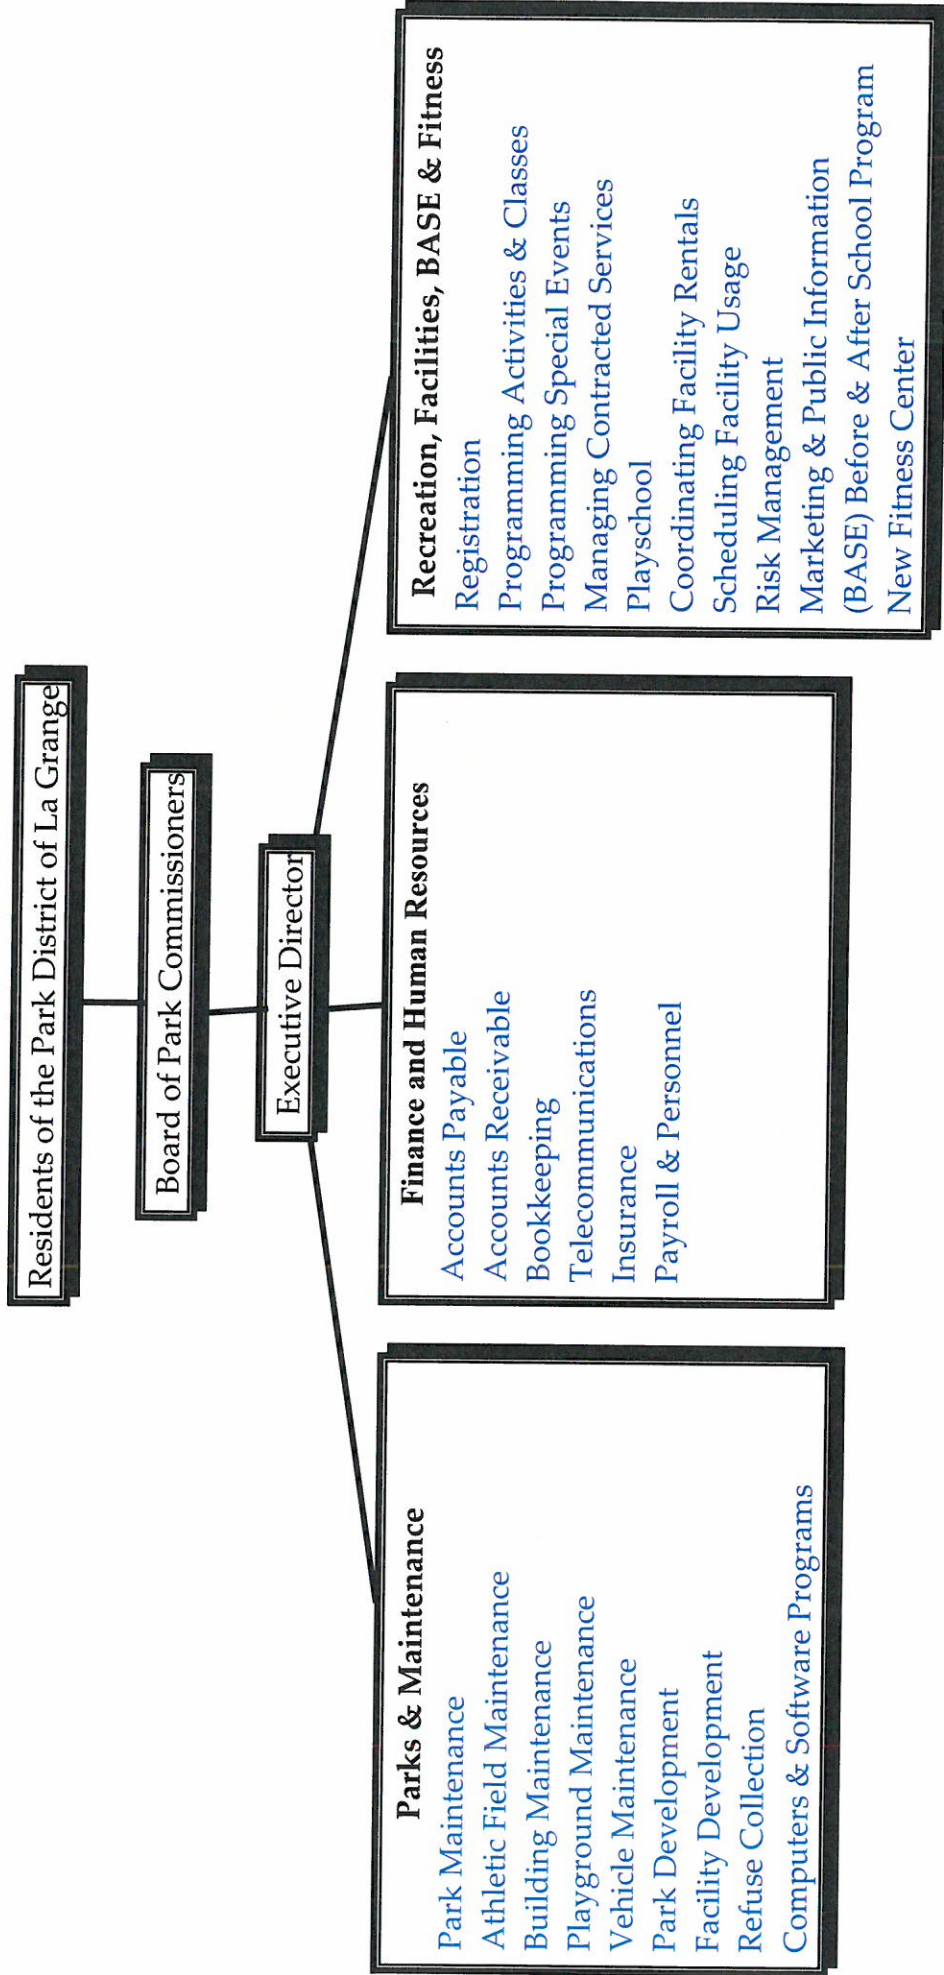 Residents of the Park District of La Grange
Board of Park Commissioners
Executive Director
Parks & Maintenance
Park Maintenance
Athletic Field Maintenance
Building Maintenance
Playground Maintenance
Vehicle Maintenance
Park Development
Facility Development
Refuse Collection
Computers & Software Programs
Finance and Human Resources
Accounts Payable
Accounts Receivable
Bookkeeping
Telecommunications
Insurance
Payroll & Personnel
Recreation, Facilities, BASE & Fitness
Registration
Programming Activities & Classes
Programming Special Events
Managing Contracted Services
Playschool
Coordinating Facility Rentals
Scheduling Facility Usage
Risk Management
Marketing & Public Information
(BASE) Before & After School Program
New Fitness Center